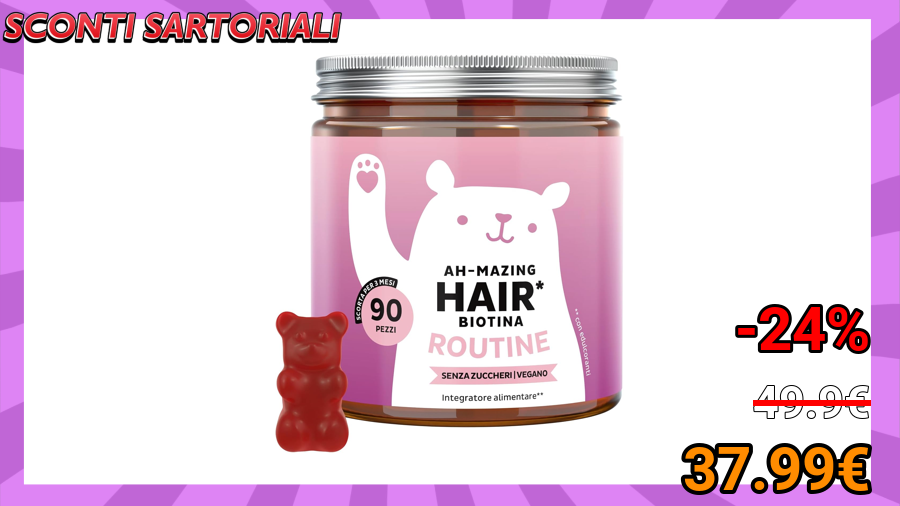 SCONTI SARTORIALI
SCORTA PER 3 MESI
90
PEZZI
AH-MAZING
HAIR*
BIOTINA
ROUTINE
SENZA ZUCCHERI | VEGANO
Integratore alimentare**
** con edulcoranti
-24%
49.9€
37.99€